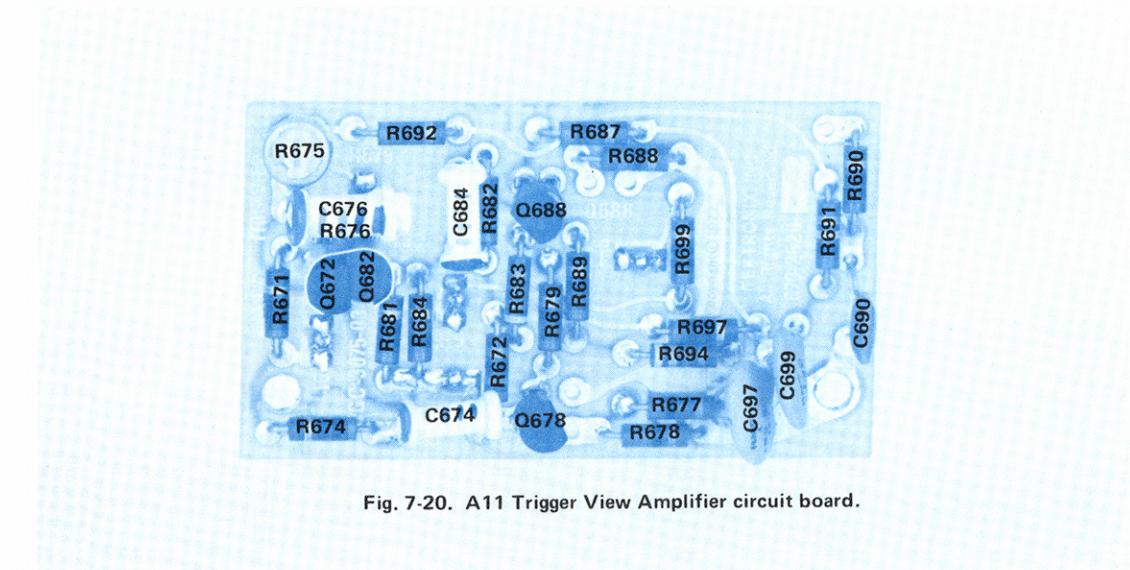 R692
R687
R675
R688
R690
C676
R676
C684
R682
Q688
R691
R699
R671
Q672
Q682
R683
R689
R679
R681
R684
R697
C690
R672
R694
C699
C697
R677
C674
Q678
R674
R678
Fig. 7-20. A11 Trigger View Amplifier circuit board.